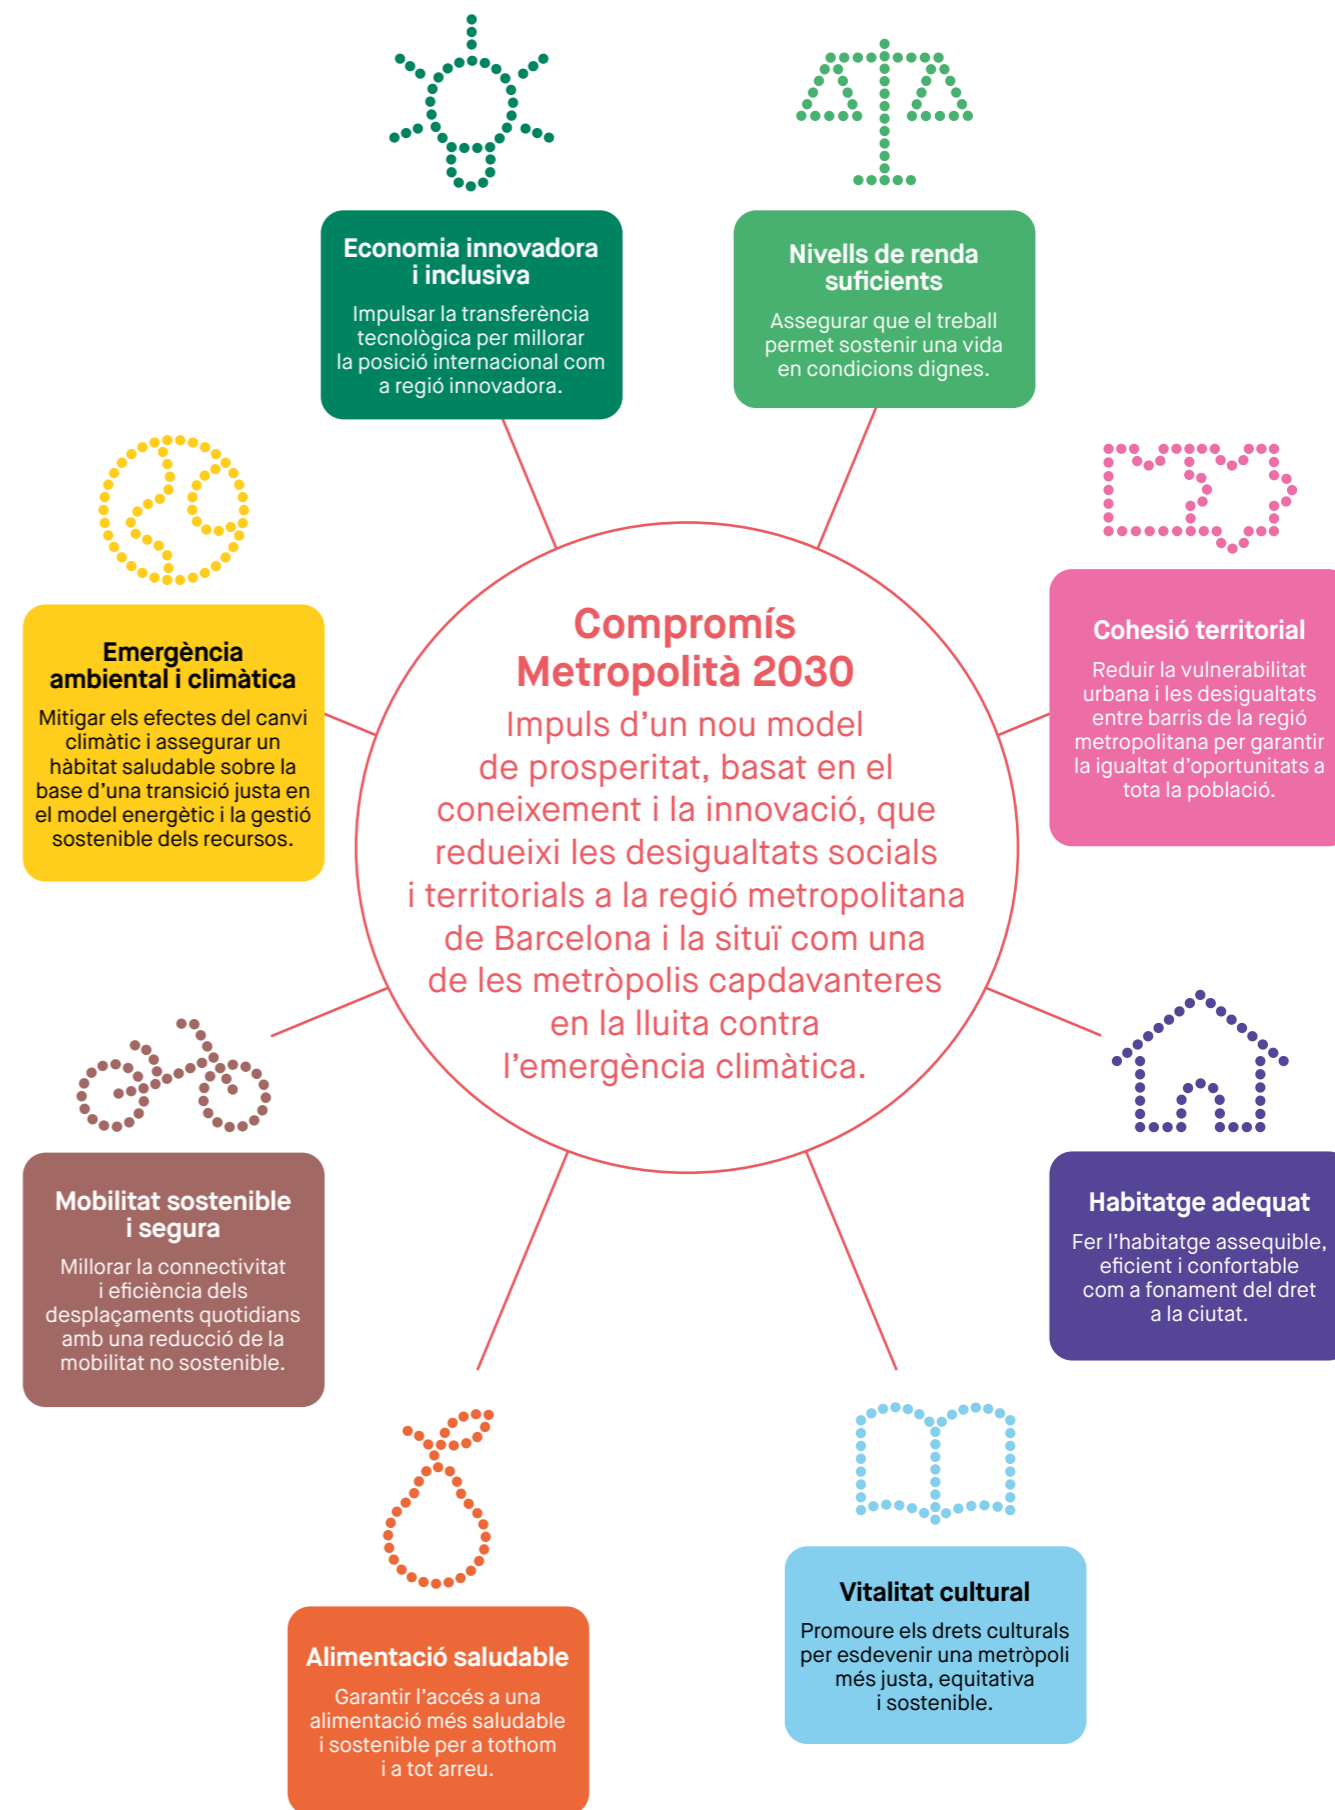 Economia innovadora
i inclusiva
Impulsar la transferència
tecnològica per millorar
la posició internacional com
a regió innovadora.
Nivells de renda
suficients
Assegurar que el treball
permet sostenir una vida
en condicions dignes.
Emergència
ambiental i climàtica
Mitigar els efectes del canvi
climàtic i assegurar un
hàbitat saludable sobre la
base d’una transició justa en
el model energètic i la gestió
sostenible dels recursos.
Compromís
Metropolità 2030
Impuls d’un nou model
de prosperitat, basat en el
coneixement i la innovació, que
redueixi les desigualtats socials
i territorials a la regió metropolitana
de Barcelona i la situï com una
de les metròpolis capdavanteres
en la lluita contra
l’emergència climàtica.
Cohesió territorial
Reduir la vulnerabilitat
urbana i les desigualtats
entre barris de la regió
metropolitana per garantir
la igualtat d’oportunitats a
tota la població.
Mobilitat sostenible
i segura
Millorar la connectivitat
i eficiència dels
desplaçaments quotidians
amb una reducció de la
mobilitat no sostenible.
Habitatge adequat
Fer l’habitatge assequible,
eficient i confortable
com a fonament del dret
a la ciutat.
Alimentació saludable
Garantir l’accés a una
alimentació més saludable
i sostenible per a tothom
i a tot arreu.
Vitalitat cultural
Promoure els drets culturals
per esdevenir una metròpoli
més justa, equitativa
i sostenible.